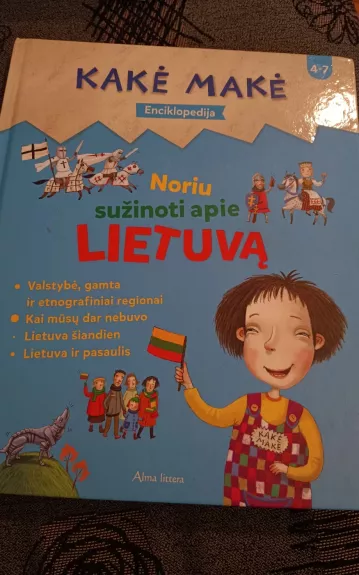 4-7
KAKĖ MAKĖ
Enciklopedija
Noriu
sužinoti apie
LIETUVĄ
• Valstybė, gamta
ir etnografiniai regionai
• Kai mūsų dar nebuvo
• Lietuva šiandien
• Lietuva ir pasaulis
KAKĖ
MAKĖ
Alma littera